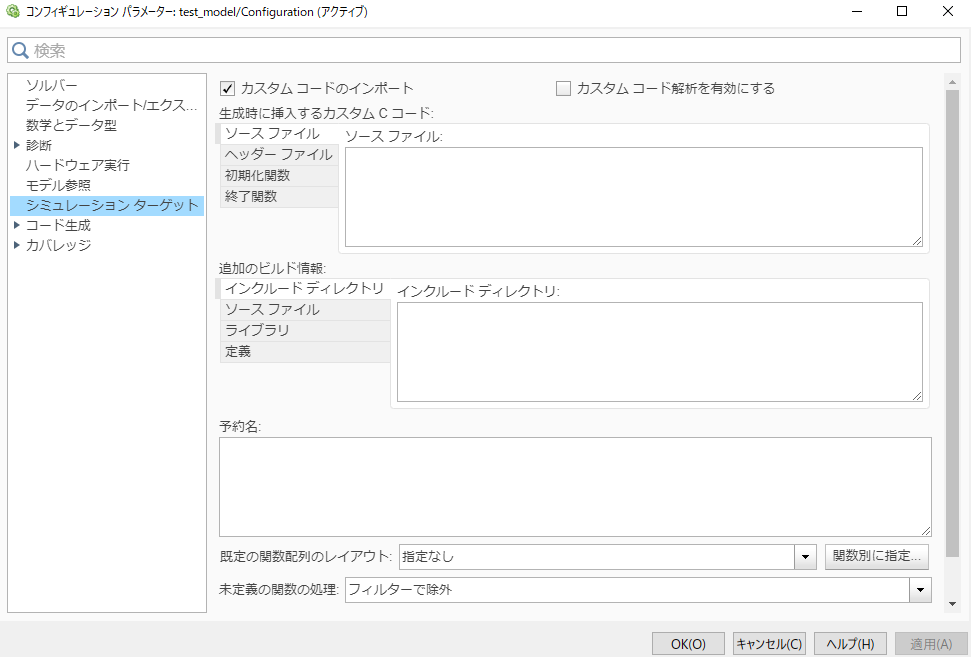 コンフィギュレーション パラメーター: test_model/Configuration (アクティブ)
検索
ソルバー
データのインポート/エクス...
数学とデータ型
診断
ハードウェア実行
モデル参照
シミュレーション ターゲット
コード生成
カバレッジ
カスタム コードのインポート
カスタム コード解析を有効にする
生成時に挿入するカスタム C コード:
ソース ファイル
ヘッダー ファイル
初期化関数
終了関数
ソース ファイル:
追加のビルド情報:
インクルード ディレクトリ
ソース ファイル
ライブラリ
定義
インクルード ディレクトリ:
予約名:
既定の関数配列のレイアウト: 指定なし 関数別に指定...
未定義の関数の処理: フィルターで除外
OK(O) キャンセル(C) ヘルプ(H) 適用(A)